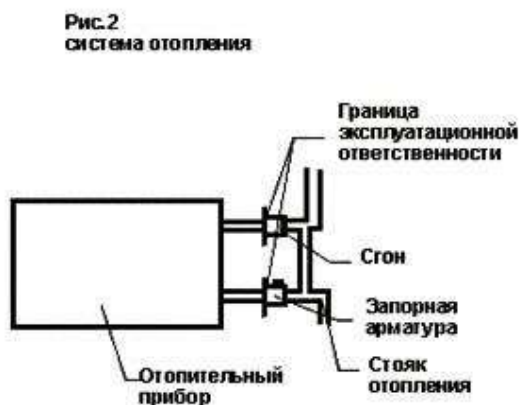 Рис.2
система отопления
Граница
эксплуатационной
ответственности
Сгон
Запорная
арматура
Стояк
отопления
Отопительный
прибор